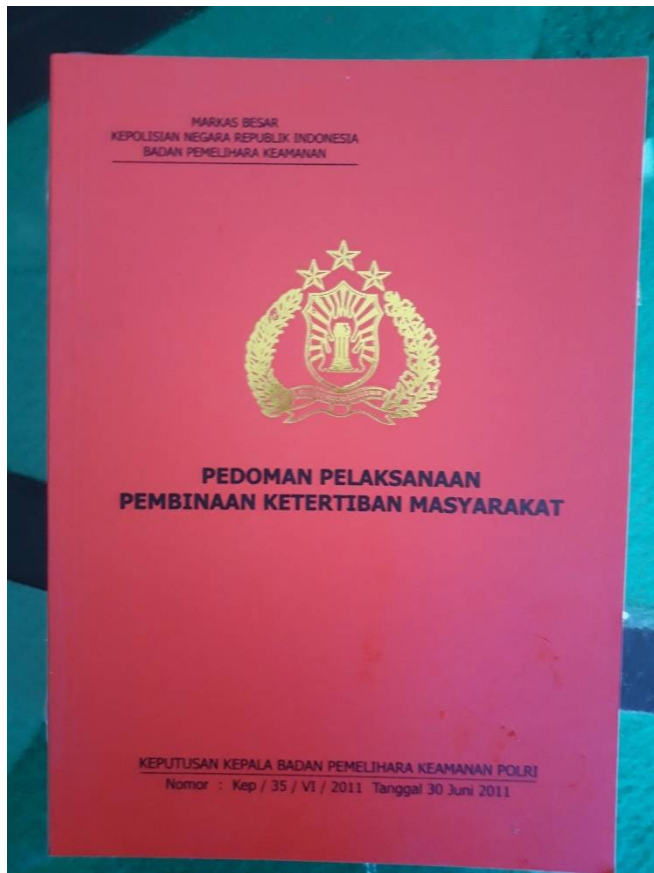 MARKAS BESAR
KEPOLISIAN NEGARA REPUBLIK INDONESIA
BADAN PEMELIHARA KEAMANAN
PEDOMAN PELAKSANAAN
PEMBINAAN KETERTIBAN MASYARAKAT
KEPUTUSAN KEPALA BADAN PEMELIHARA KEAMANAN POLRI
Nomor : Kep / 35 / VI / 2011 Tanggal 30 Juni 2011